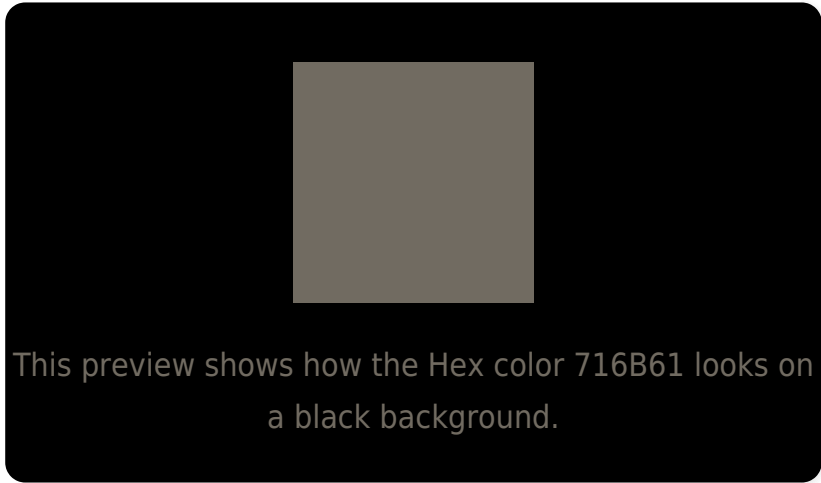 This preview shows how the Hex color 716B61 looks on
a black background.